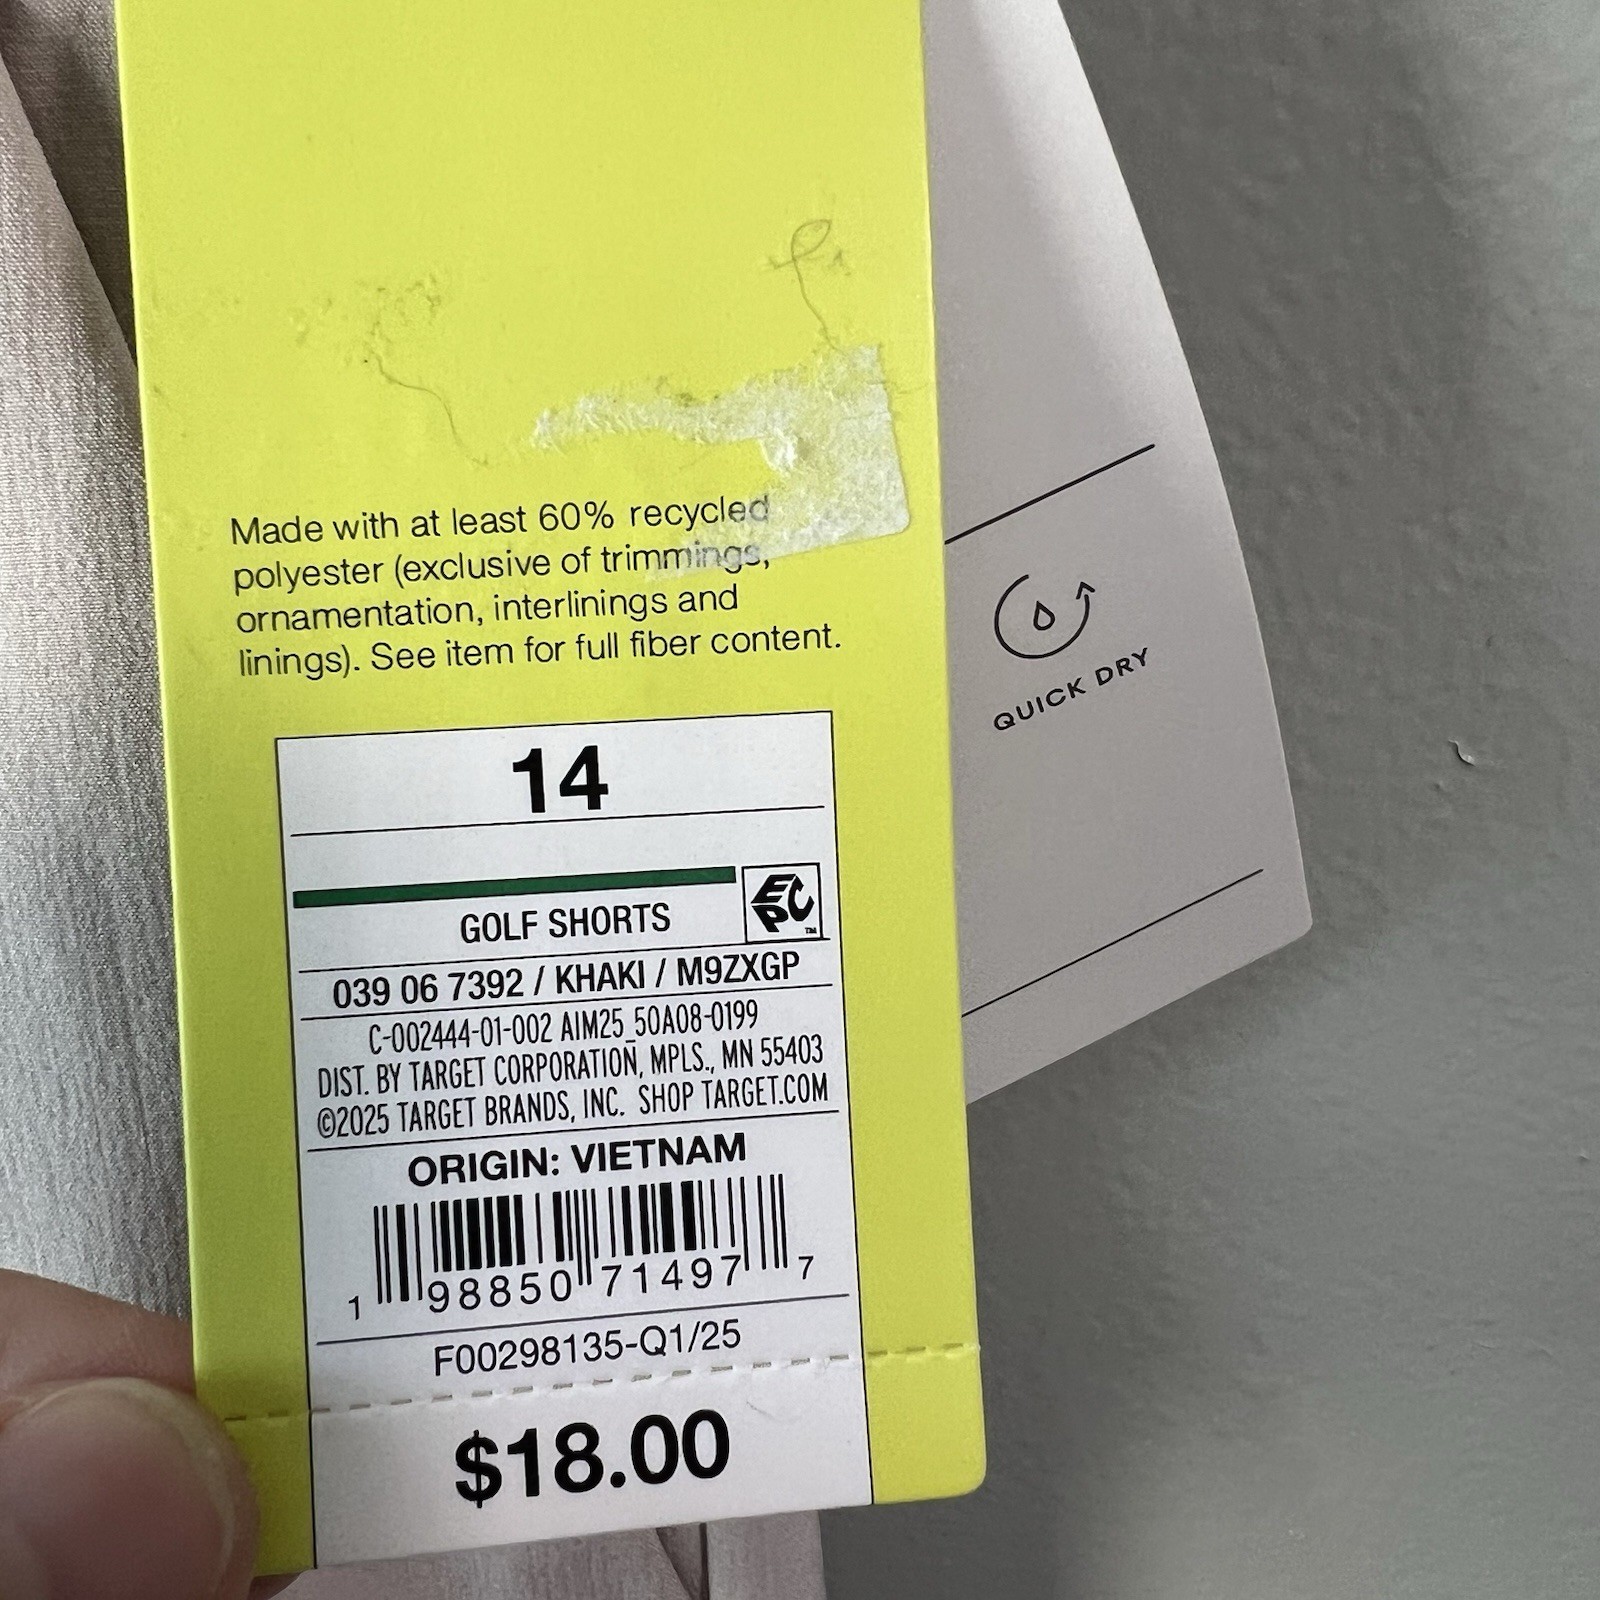 Made with at least 60% recycled
polyester (exclusive of trimmings,
ornamentation, interlinings and
linings). See item for full fiber content.
14
GOLF SHORTS
EPC
TM
039 06 7392 / KHAKI / M9ZXGP
C-002444-01-002 AIM25_50A08-0199
DIST. BY TARGET CORPORATION, MPLS., MN 55403
©2025 TARGET BRANDS, INC. SHOP TARGET.COM
ORIGIN: VIETNAM
1 98850 71497 7
F00298135-Q1/25
$18.00
QUICK DRY